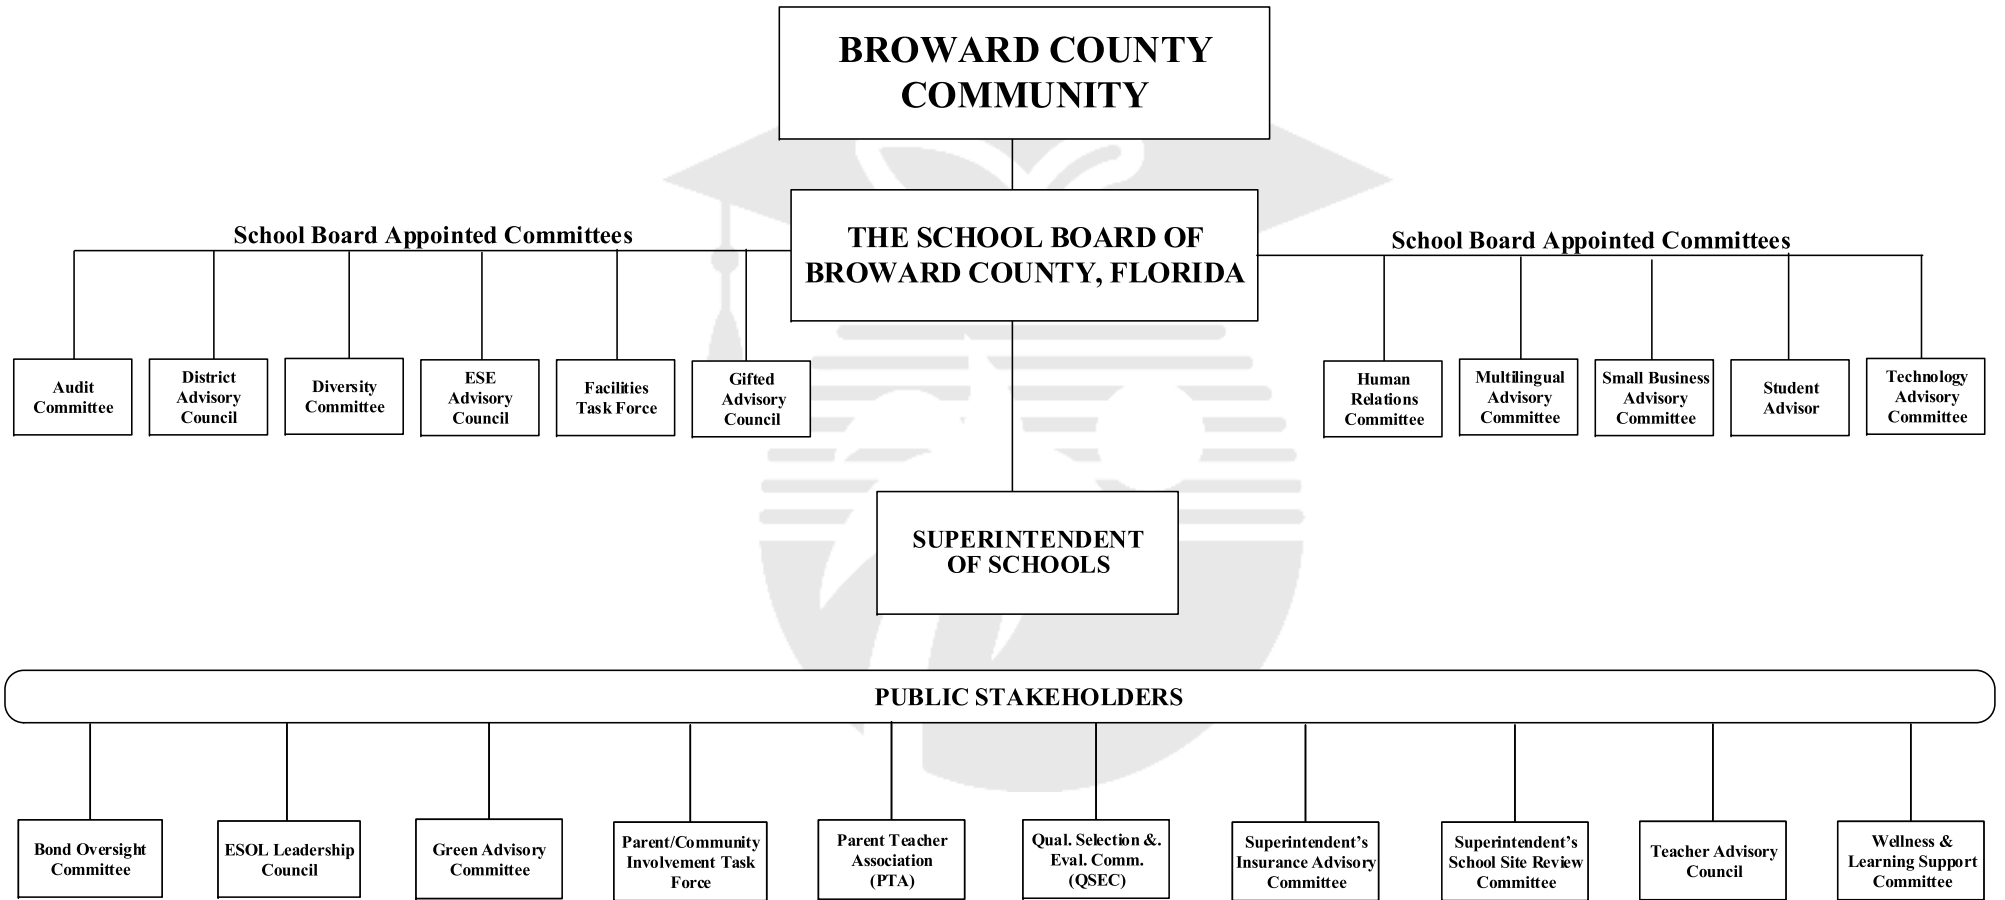 BROWARD COUNTY
COMMUNITY
THE SCHOOL BOARD OF
BROWARD COUNTY, FLORIDA
School Board Appointed Committees
School Board Appointed Committees
Audit
Committee
District
Advisory
Council
Diversity
Committee
ESE
Advisory
Council
Facilities
Task Force
Gifted
Advisory
Council
Human
Relations
Committee
Multilingual
Advisory
Committee
Small Business
Advisory
Committee
Student
Advisor
Technology
Advisory
Committee
SUPERINTENDENT
OF SCHOOLS
PUBLIC STAKEHOLDERS
Bond Oversight
Committee
ESOL Leadership
Council
Green Advisory
Committee
Parent/Community
Involvement Task
Force
Parent Teacher
Association
(PTA)
Qual. Selection &.
Eval. Comm.
(QSEC)
Superintendent’s
Insurance Advisory
Committee
Superintendent’s
School Site Review
Committee
Teacher Advisory
Council
Wellness &
Learning Support
Committee